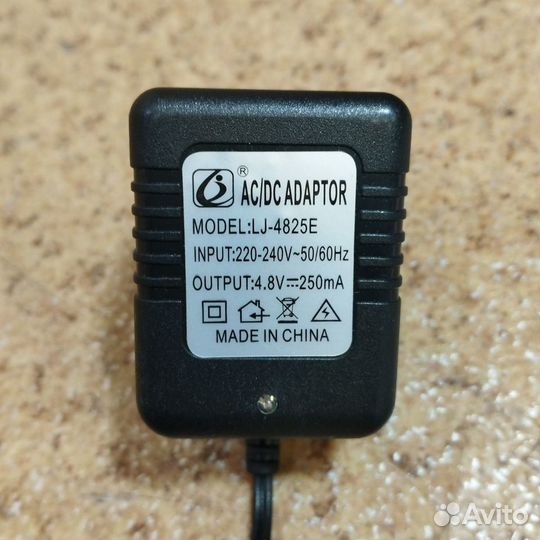 ® AC/DC ADAPTOR
MODEL:LJ-4825E
INPUT:220-240V~50/60Hz
OUTPUT:4.8V⎓250mA
MADE IN CHINA
Avito